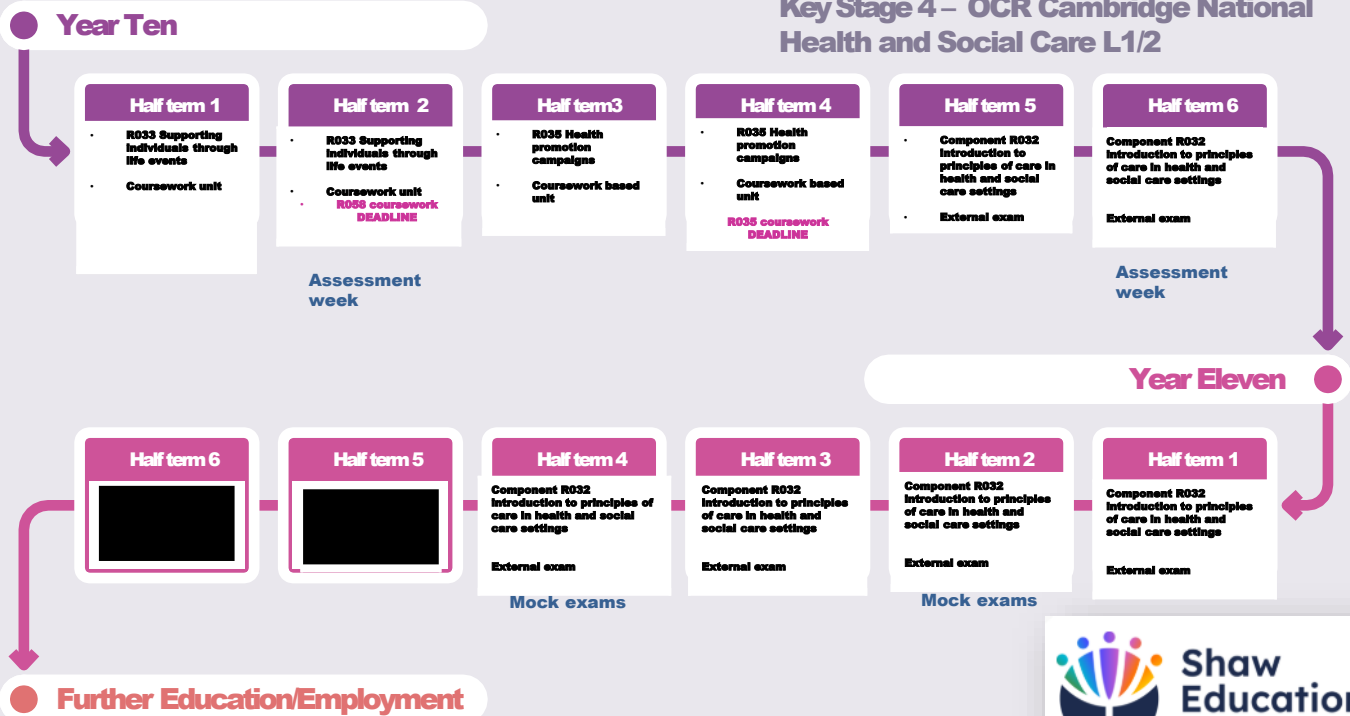 Key Stage 4 – OCR Cambridge National
Health and Social Care L1/2
Year Ten
Half term 1
• R033 Supporting
individuals through
life events
• Coursework unit
Half term 2
• R033 Supporting
individuals through
life events
• Coursework unit
• R058 coursework
DEADLINE
Assessment
week
Half term3
• R035 Health
promotion
campaigns
• Coursework based
unit
Half term 4
• R035 Health
promotion
campaigns
• Coursework based
unit
R035 coursework
DEADLINE
Half term 5
• Component R032
introduction to
principles of care in
health and social
care settings
• External exam
Half term 6
Component R032
introduction to principles
of care in health and
social care settings
External exam
Assessment
week
Year Eleven
Half term 6
Half term 5
Half term 4
Component R032
introduction to principles of
care in health and social
care settings
External exam
Mock exams
Half term 3
Component R032
introduction to principles
of care in health and
social care settings
External exam
Half term 2
Component R032
introduction to principles
of care in health and
social care settings
External exam
Mock exams
Half term 1
Component R032
introduction to principles
of care in health and
social care settings
External exam
Further Education/Employment
Shaw
Education